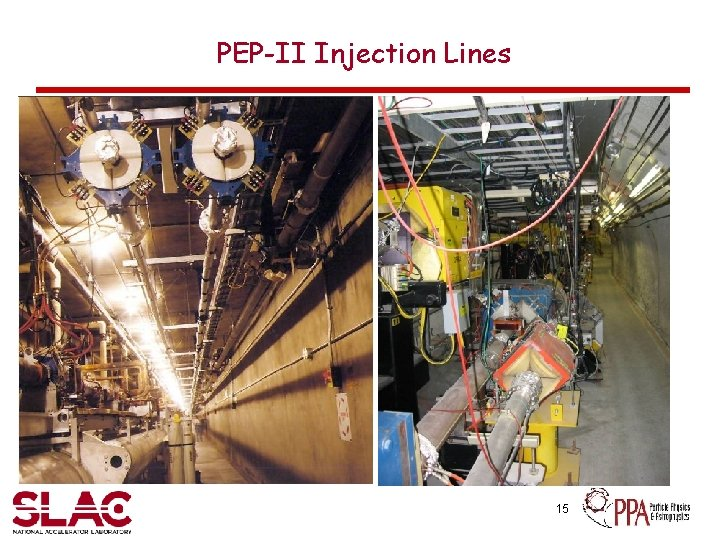 PEP-II Injection Lines
SLAC
NATIONAL ACCELERATOR LABORATORY
15
PPA
Particle Physics
& Astrophysics